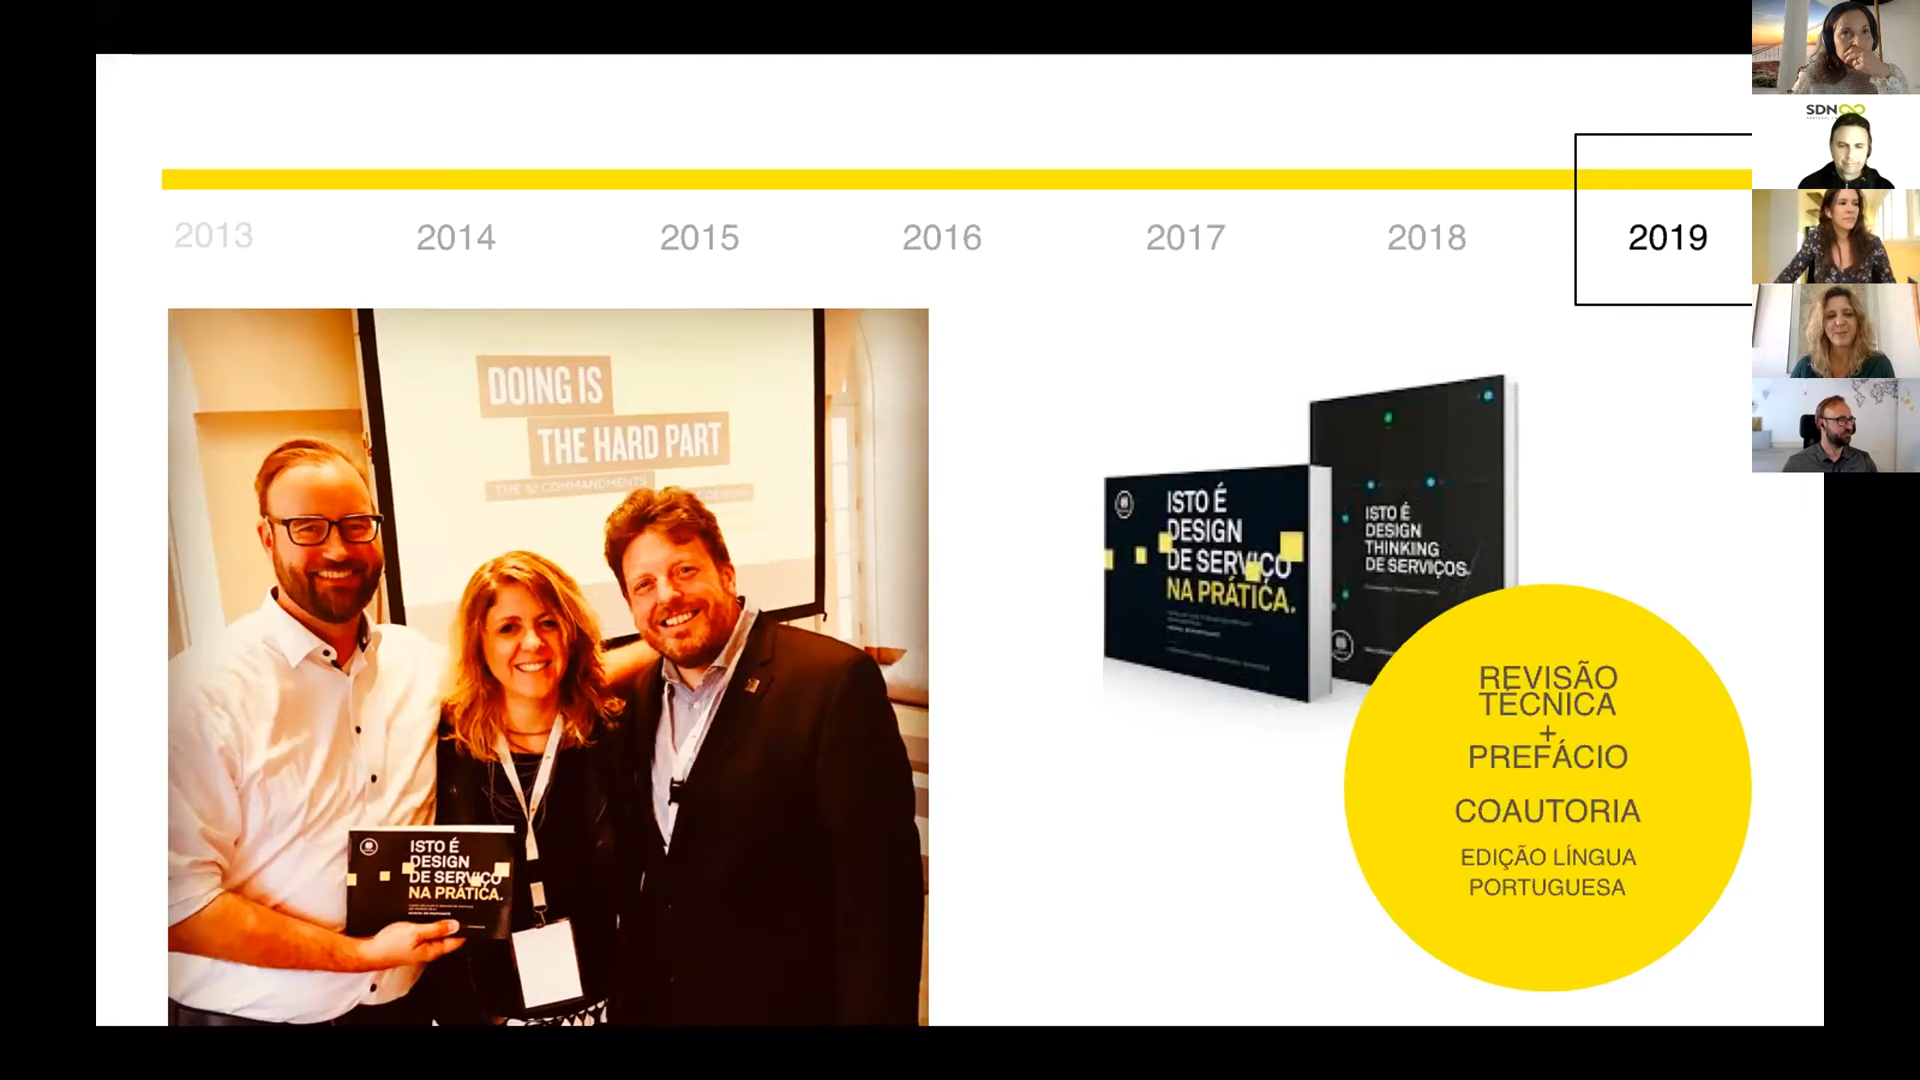 SDN
2013
2014
2015
2016
2017
2018
2019
DOING IS
THE HARD PART
THE 12 COMMANDMENTS
ISTO É
DESIGN
DE SERVIÇO
NA PRÁTICA.
ISTO É
DESIGN
DE SERVIÇO
NA PRÁTICA.
ISTO É
DESIGN
THINKING
DE SERVIÇOS.
REVISÃO
TÉCNICA
+
PREFÁCIO
COAUTORIA
EDIÇÃO LÍNGUA
PORTUGUESA